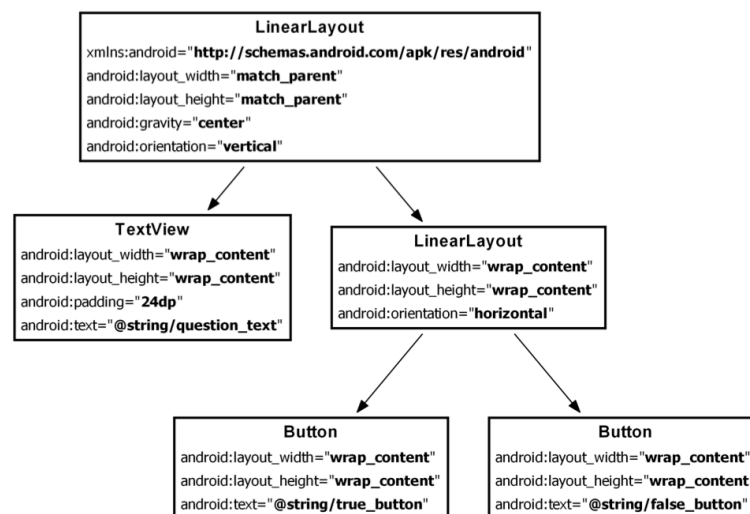 LinearLayout
xmlns:android="http://schemas.android.com/apk/res/android"
android:layout_width="match_parent"
android:layout_height="match_parent"
android:gravity="center"
android:orientation="vertical"
TextView
android:layout_width="wrap_content"
android:layout_height="wrap_content"
android:padding="24dp"
android:text="@string/question_text"
LinearLayout
android:layout_width="wrap_content"
android:layout_height="wrap_content"
android:orientation="horizontal"
Button
android:layout_width="wrap_content"
android:layout_height="wrap_content"
android:text="@string/true_button"
Button
android:layout_width="wrap_content"
android:layout_height="wrap_content
android:text="@string/false_button"